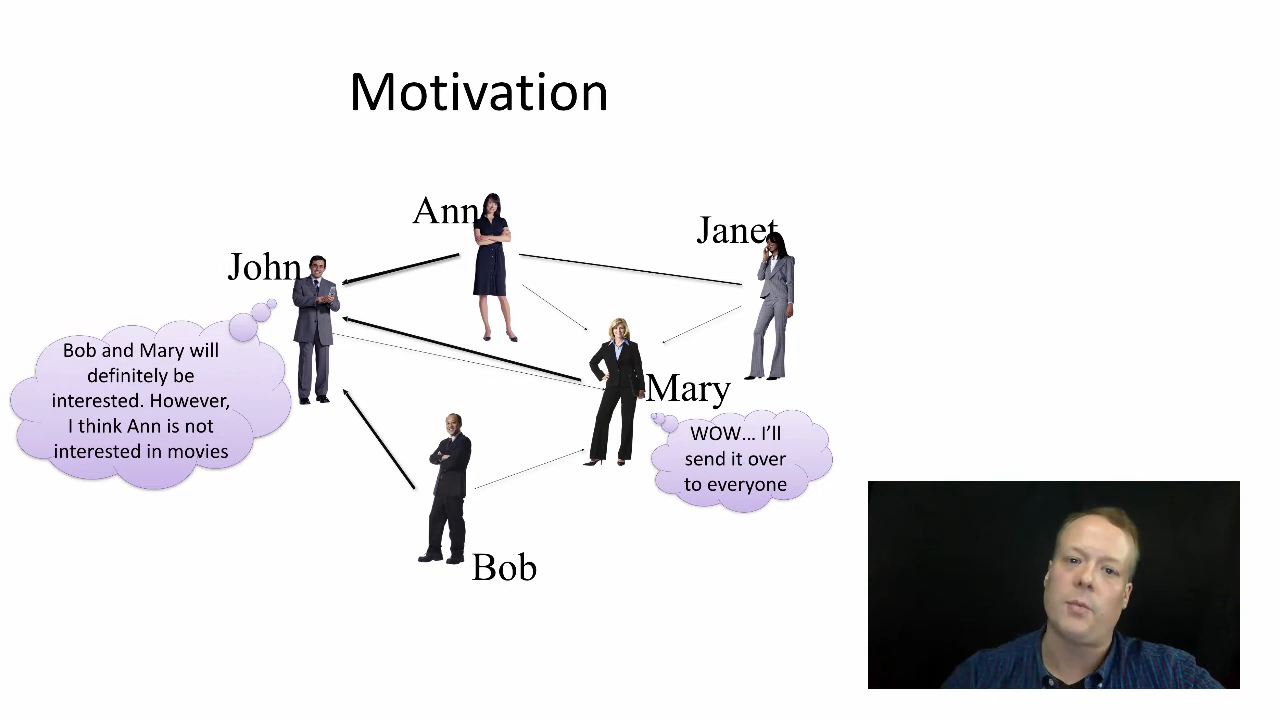 Motivation
Ann
Janet
John
Bob and Mary will
definitely be
interested. However,
I think Ann is not
interested in movies
Mary
WOW... I’ll
send it over
to everyone
Bob